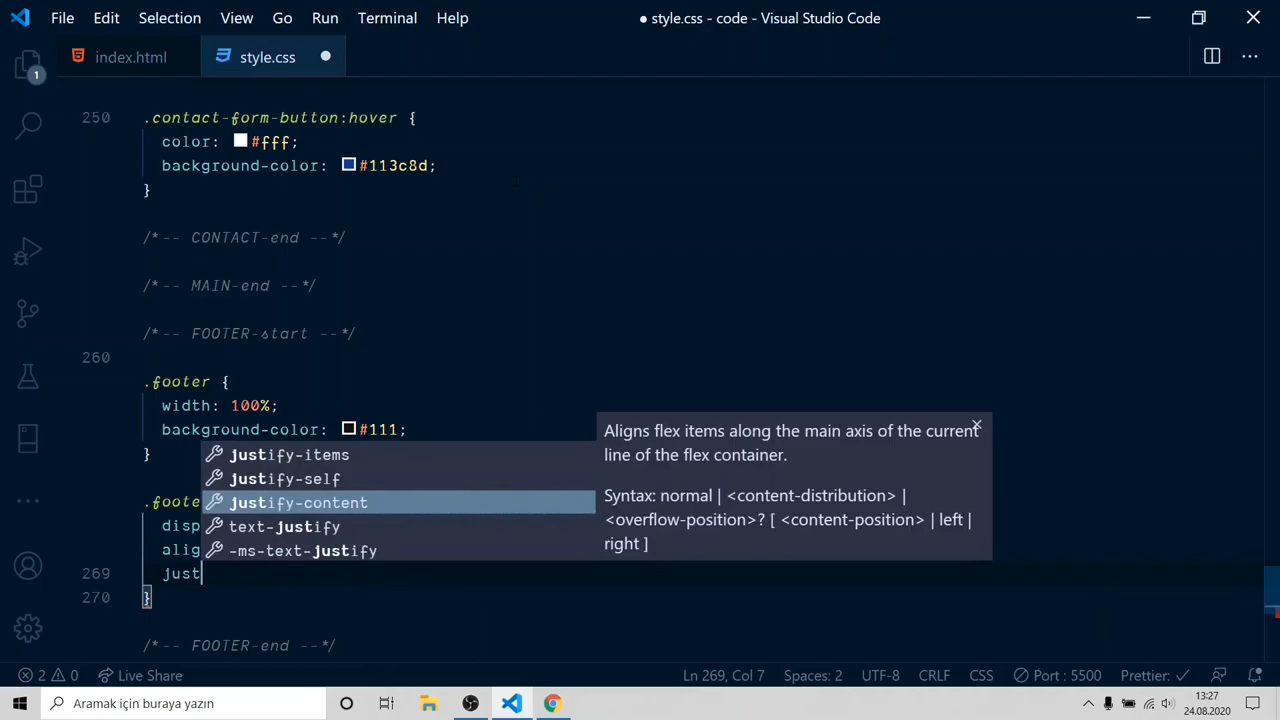 File Edit Selection View Go Run Terminal Help
● style.css - code - Visual Studio Code
index.html style.css
250 .contact-form-button:hover {
color: #fff;
background-color: #113c8d;
}
/*-- CONTACT-end --*/
/*-- MAIN-end --*/
/*-- FOOTER-start --*/
260
.footer {
width: 100%;
background-color: #111;
}
.foote
disp
alig
269 just
270 }
/*-- FOOTER-end --*/
justify-items
justify-self
justify-content
text-justify
-ms-text-justify
Aligns flex items along the main axis of the current
line of the flex container.
Syntax: normal | <content-distribution> |
<overflow-position>? [ <content-position> | left |
right ]
1
2 0 Live Share Ln 269, Col 7 Spaces: 2 UTF-8 CRLF CSS Port : 5500 Prettier: ✓
Aramak için buraya yazın
13:27
24.08.2020